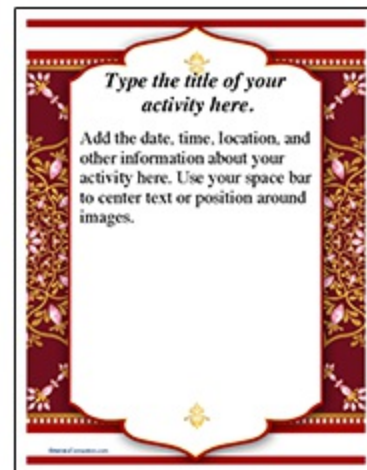 Type the title of your
activity here.
Add the date, time, location, and
other information about your
activity here. Use your space bar
to center text or position around
images.